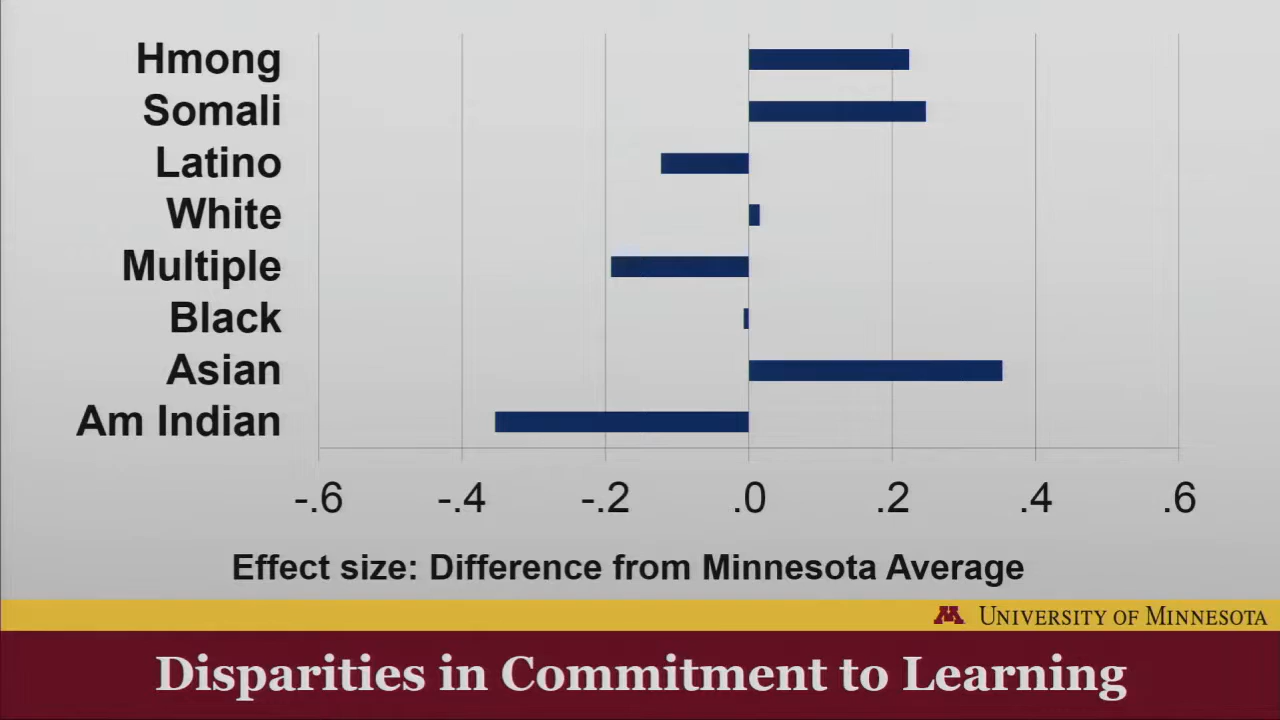 Hmong
Somali
Latino
White
Multiple
Black
Asian
Am Indian
-.6 -.4 -.2 .0 .2 .4 .6
Effect size: Difference from Minnesota Average
M UNIVERSITY OF MINNESOTA
Disparities in Commitment to Learning